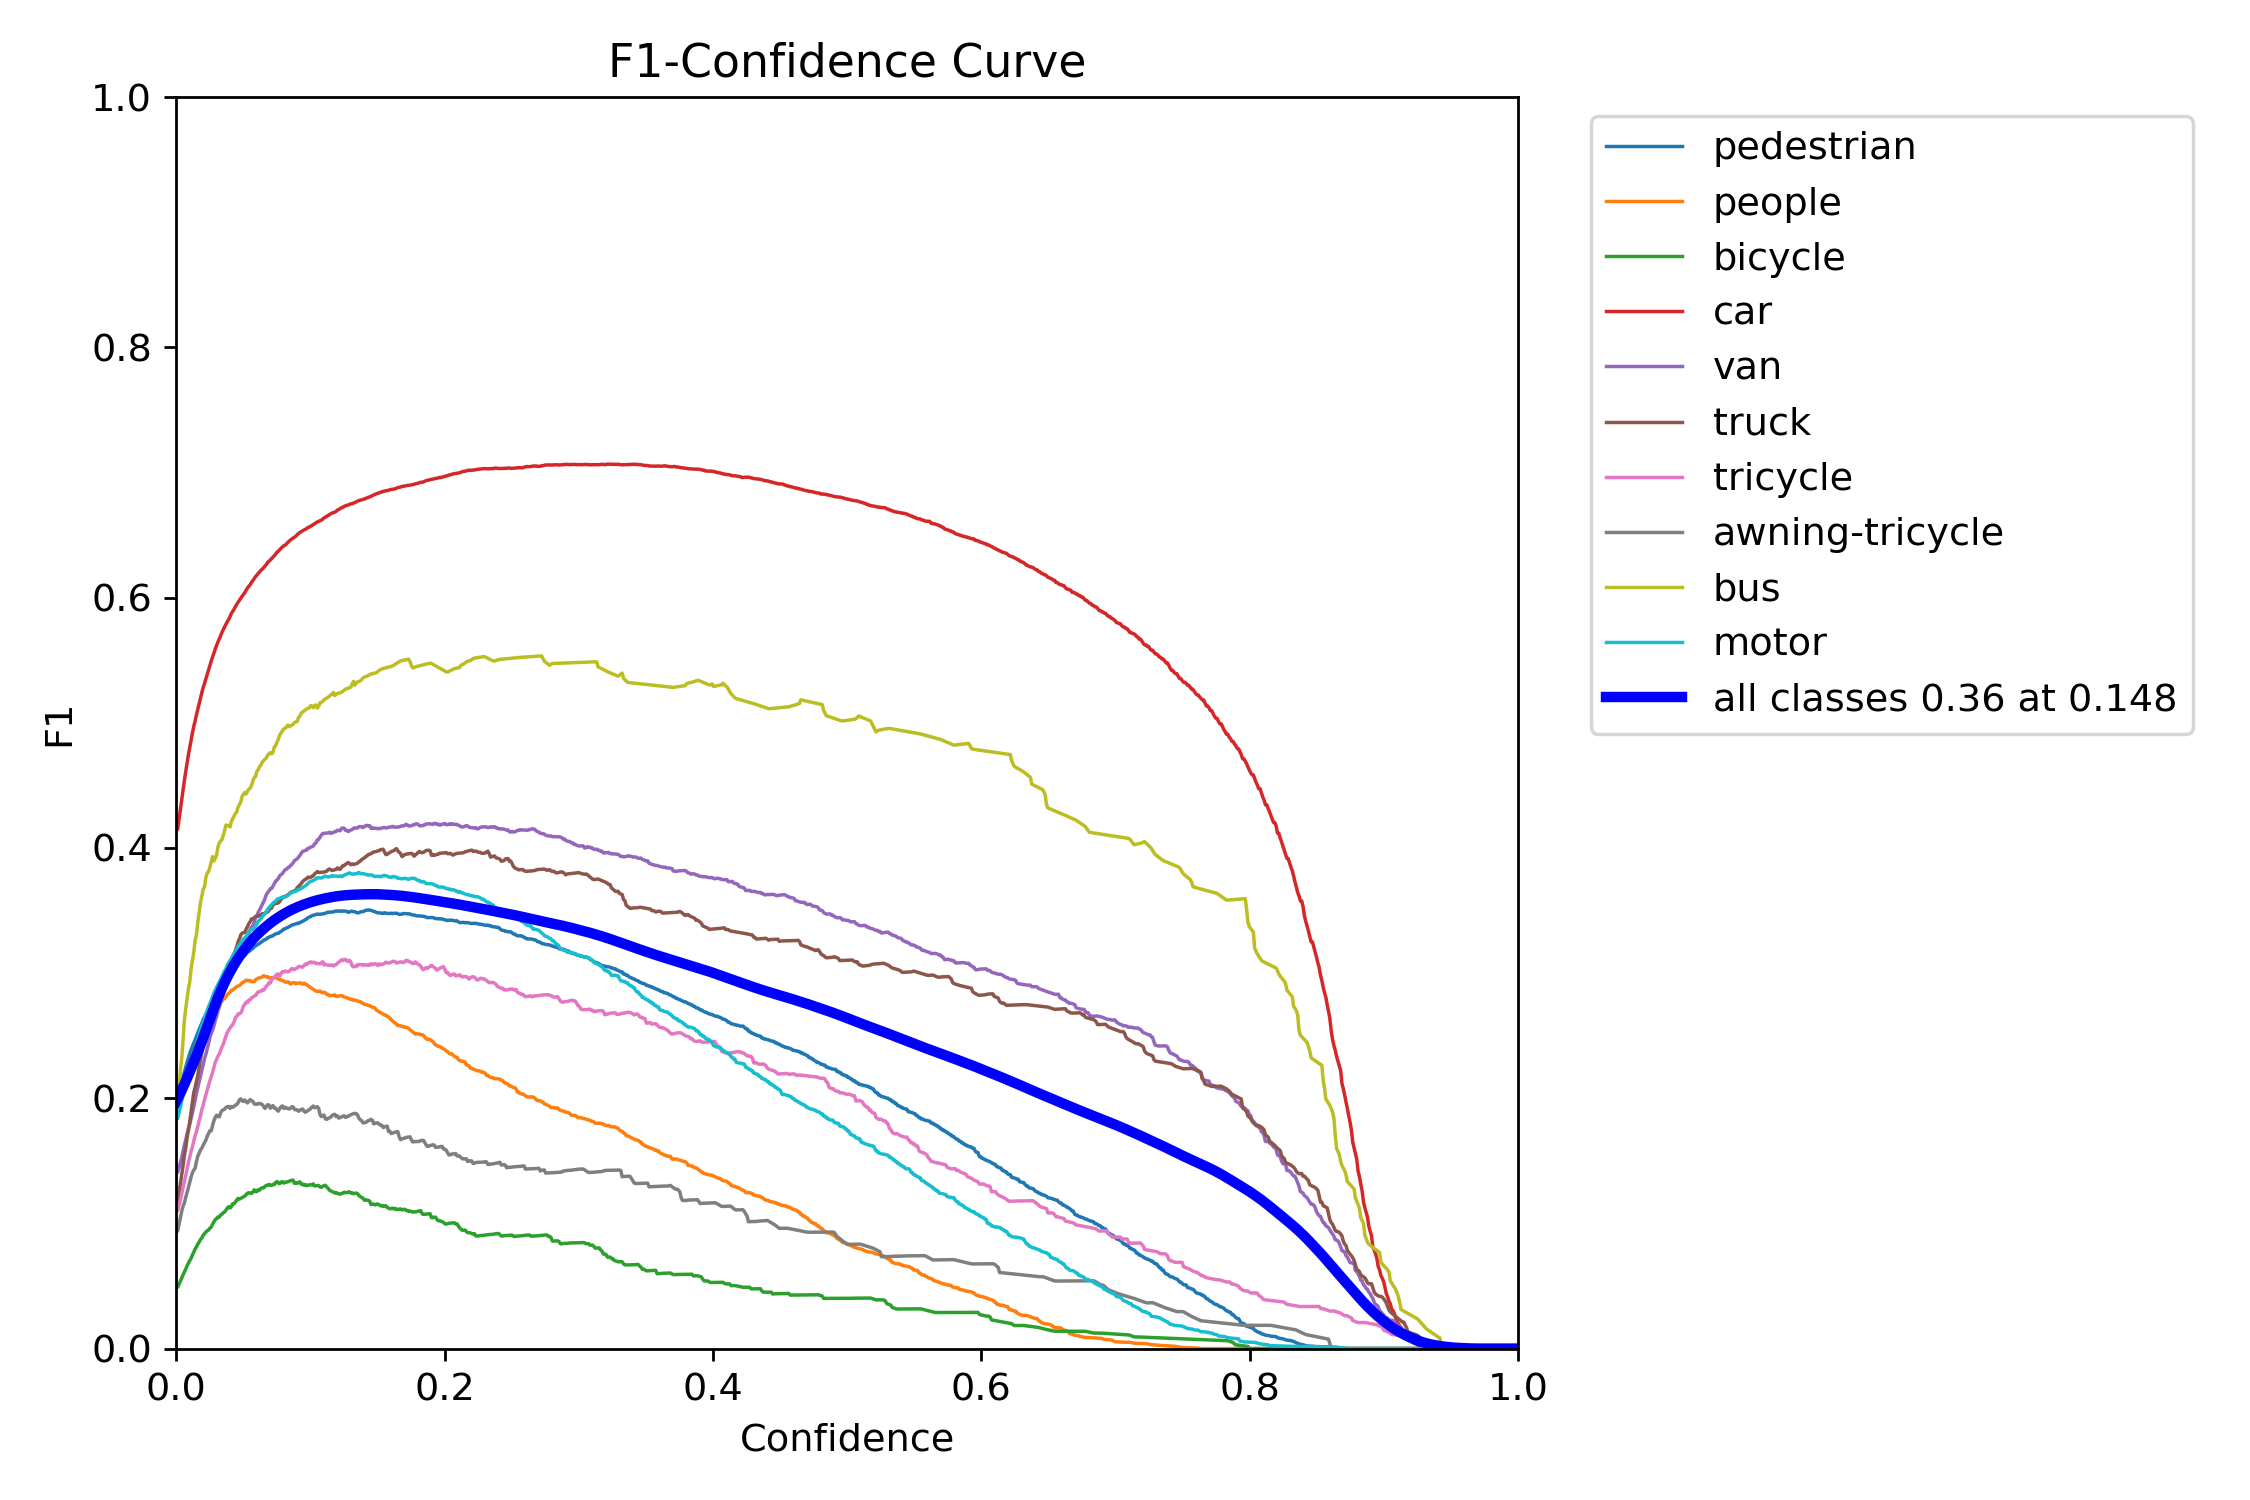 F1-Confidence Curve
1.0
0.8
0.6
0.4
0.2
0.0
F1
0.0 0.2 0.4 0.6 0.8 1.0
Confidence
pedestrian
people
bicycle
car
van
truck
tricycle
awning-tricycle
bus
motor
all classes 0.36 at 0.148